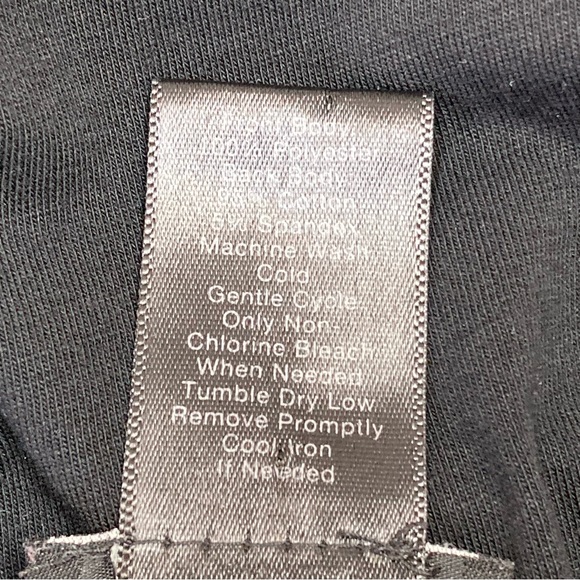 Front Body
100% Polyester
Back Body
95% Cotton
5% Spandex
Machine Wash
Cold
Gentle Cycle
Only Non-
Chlorine Bleach
When Needed
Tumble Dry Low
Remove Promptly
Cool Iron
If Needed